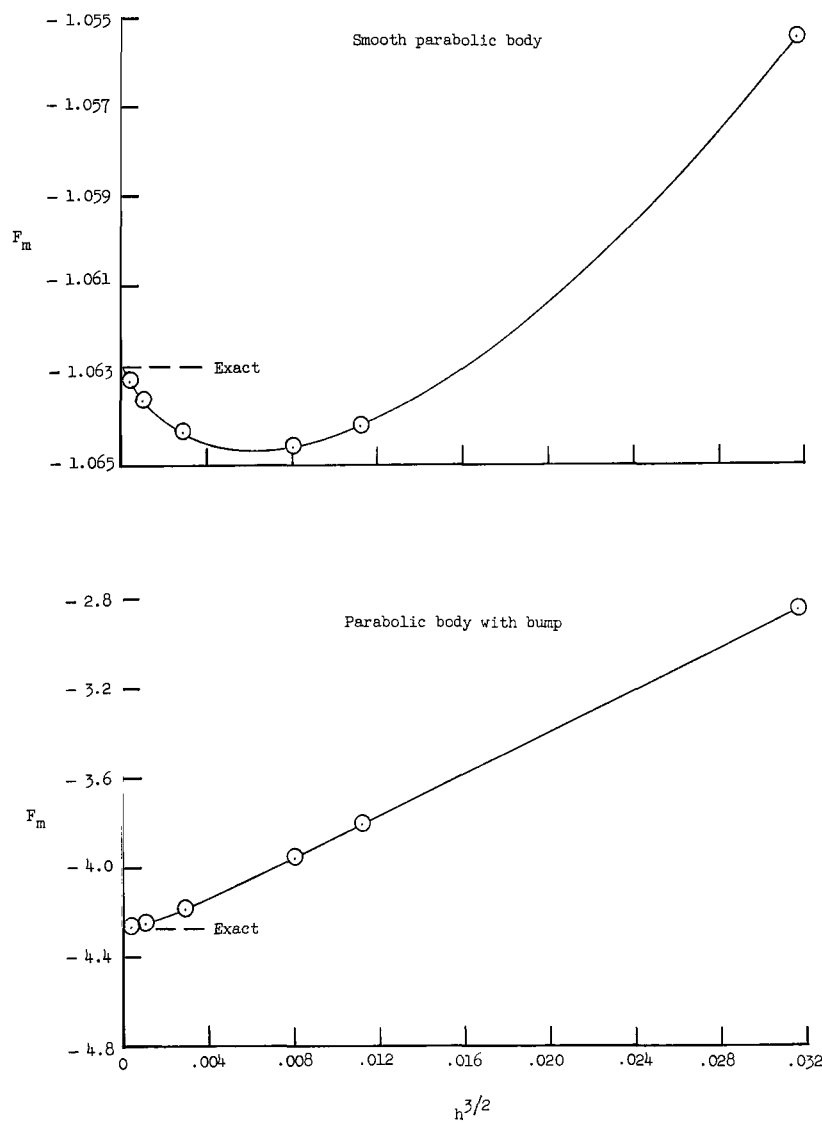 - 1.055
Smooth parabolic body
- 1.057
- 1.059
F_m
- 1.061
Exact
- 1.063
- 1.065
- 2.8
Parabolic body with bump
- 3.2
- 3.6
F_m
- 4.0
Exact
- 4.4
- 4.8
0 .004 .008 .012 .016 .020 .024 .028 .032
h^3/2